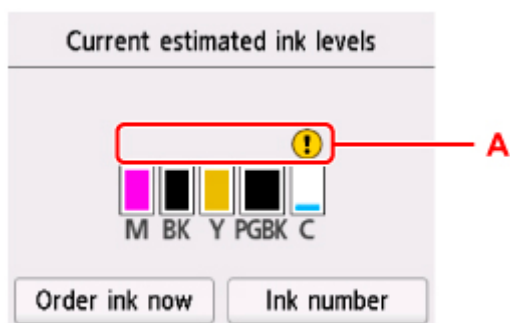 Current estimated ink levels
A
M BK Y PGBK C
Order ink now Ink number